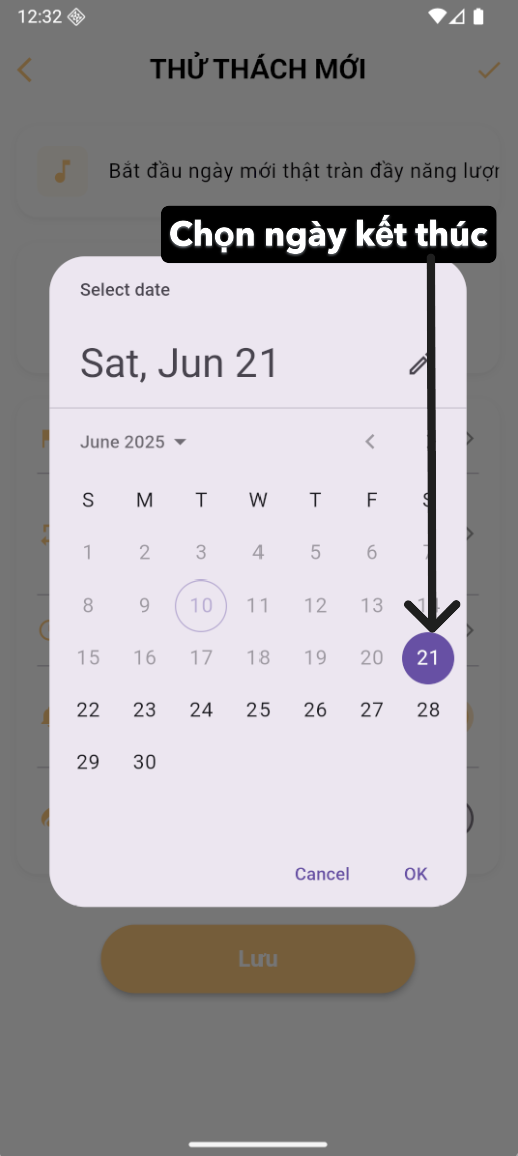 12:32
THỬ THÁCH MỚI
Bắt đầu ngày mới thật tràn đầy năng lượn
Chọn ngày kết thúc
Select date
Sat, Jun 21
June 2025
S M T W T F S
1 2 3 4 5 6 7
8 9 10 11 12 13 14
15 16 17 18 19 20 21
22 23 24 25 26 27 28
29 30
Cancel OK
Lưu